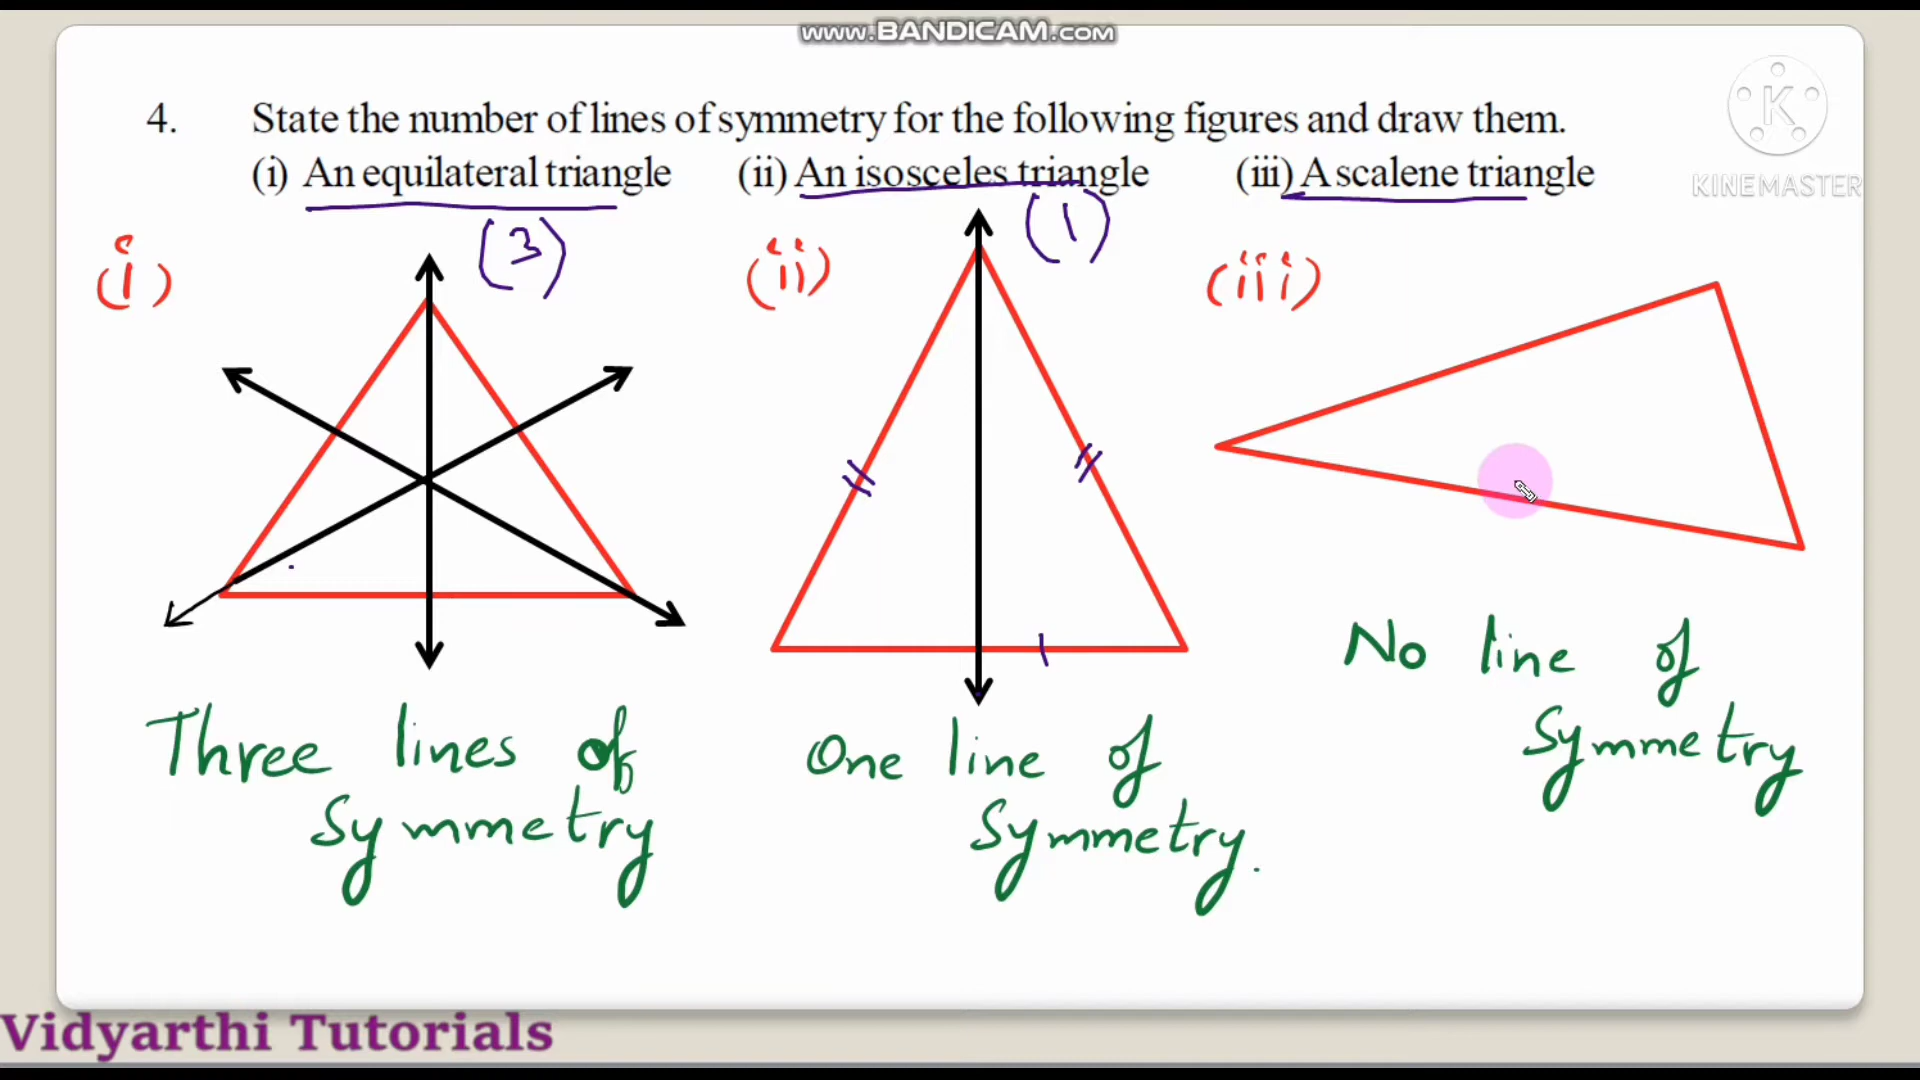 www.BANDICAM.com
4. State the number of lines of symmetry for the following figures and draw them.
(i) An equilateral triangle (ii) An isosceles triangle (iii) A scalene triangle
KINEMASTER
K
(i) (3) (ii) (1) (iii)
Three lines of
Symmetry
One line of
Symmetry.
No line of
Symmetry
Vidyarthi Tutorials